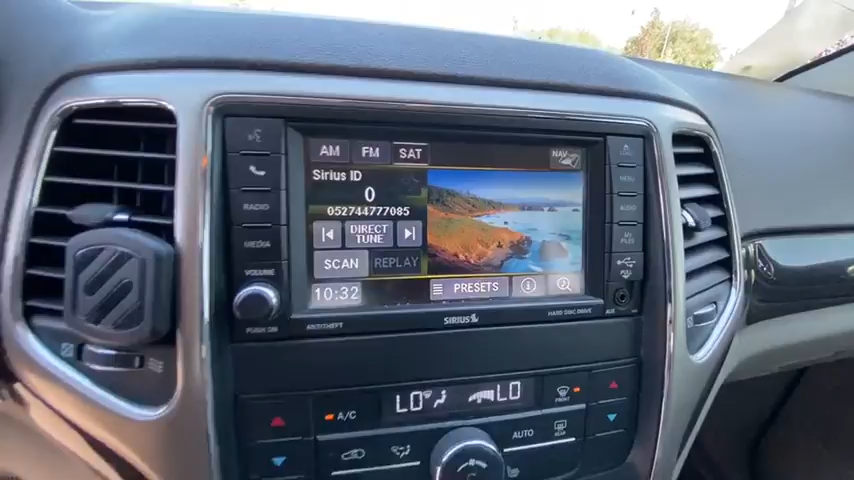 AM FM SAT NAV
Sirius ID
0
052744777085
DIRECT
TUNE
SCAN REPLAY
10:32
PRESETS
RADIO
MEDIA
VOLUME
PUSH ON
MENU
AUDIO
MY
FILES
AUX
ANTITHEFT
SIRIUS
HARD DISC DRIVE
LO LO
A/C
FRONT
AUTO
REAR